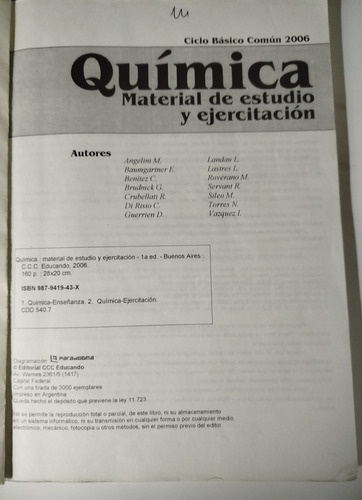 Ciclo Básico Común 2006
Química
Material de estudio
y ejercitación
Autores
Angelini M.
Baumgartner E.
Benítez C.
Brudnick G.
Crubellati R.
Di Risio C.
Guerrien D.
Landau L.
Lastres L.
Roverano M.
Servant R.
Sileo M.
Torres N.
Vazquez I.
Química : material de estudio y ejercitación - 1a ed. - Buenos Aires :
C.C.C. Educando, 2006.
160 p. ; 28x20 cm.
ISBN 987-9419-43-X
1. Química-Enseñanza. 2. Química-Ejercitación.
CDD 540.7
Diagramación: Paradigma
© Editorial CCC Educando
Av. Warnes 2361/5 (1417)
Capital Federal
Con una tirada de 3000 ejemplares
Impreso en Argentina
Queda hecho el depósito que previene la ley 11.723
No se permite la reproducción total o parcial, de este libro, ni su almacenamiento
en un sistema informático, ni su transmisión en cualquier forma o por cualquier medio,
electrónico, mecánico, fotocopia u otros métodos, sin el permiso previo del editor.